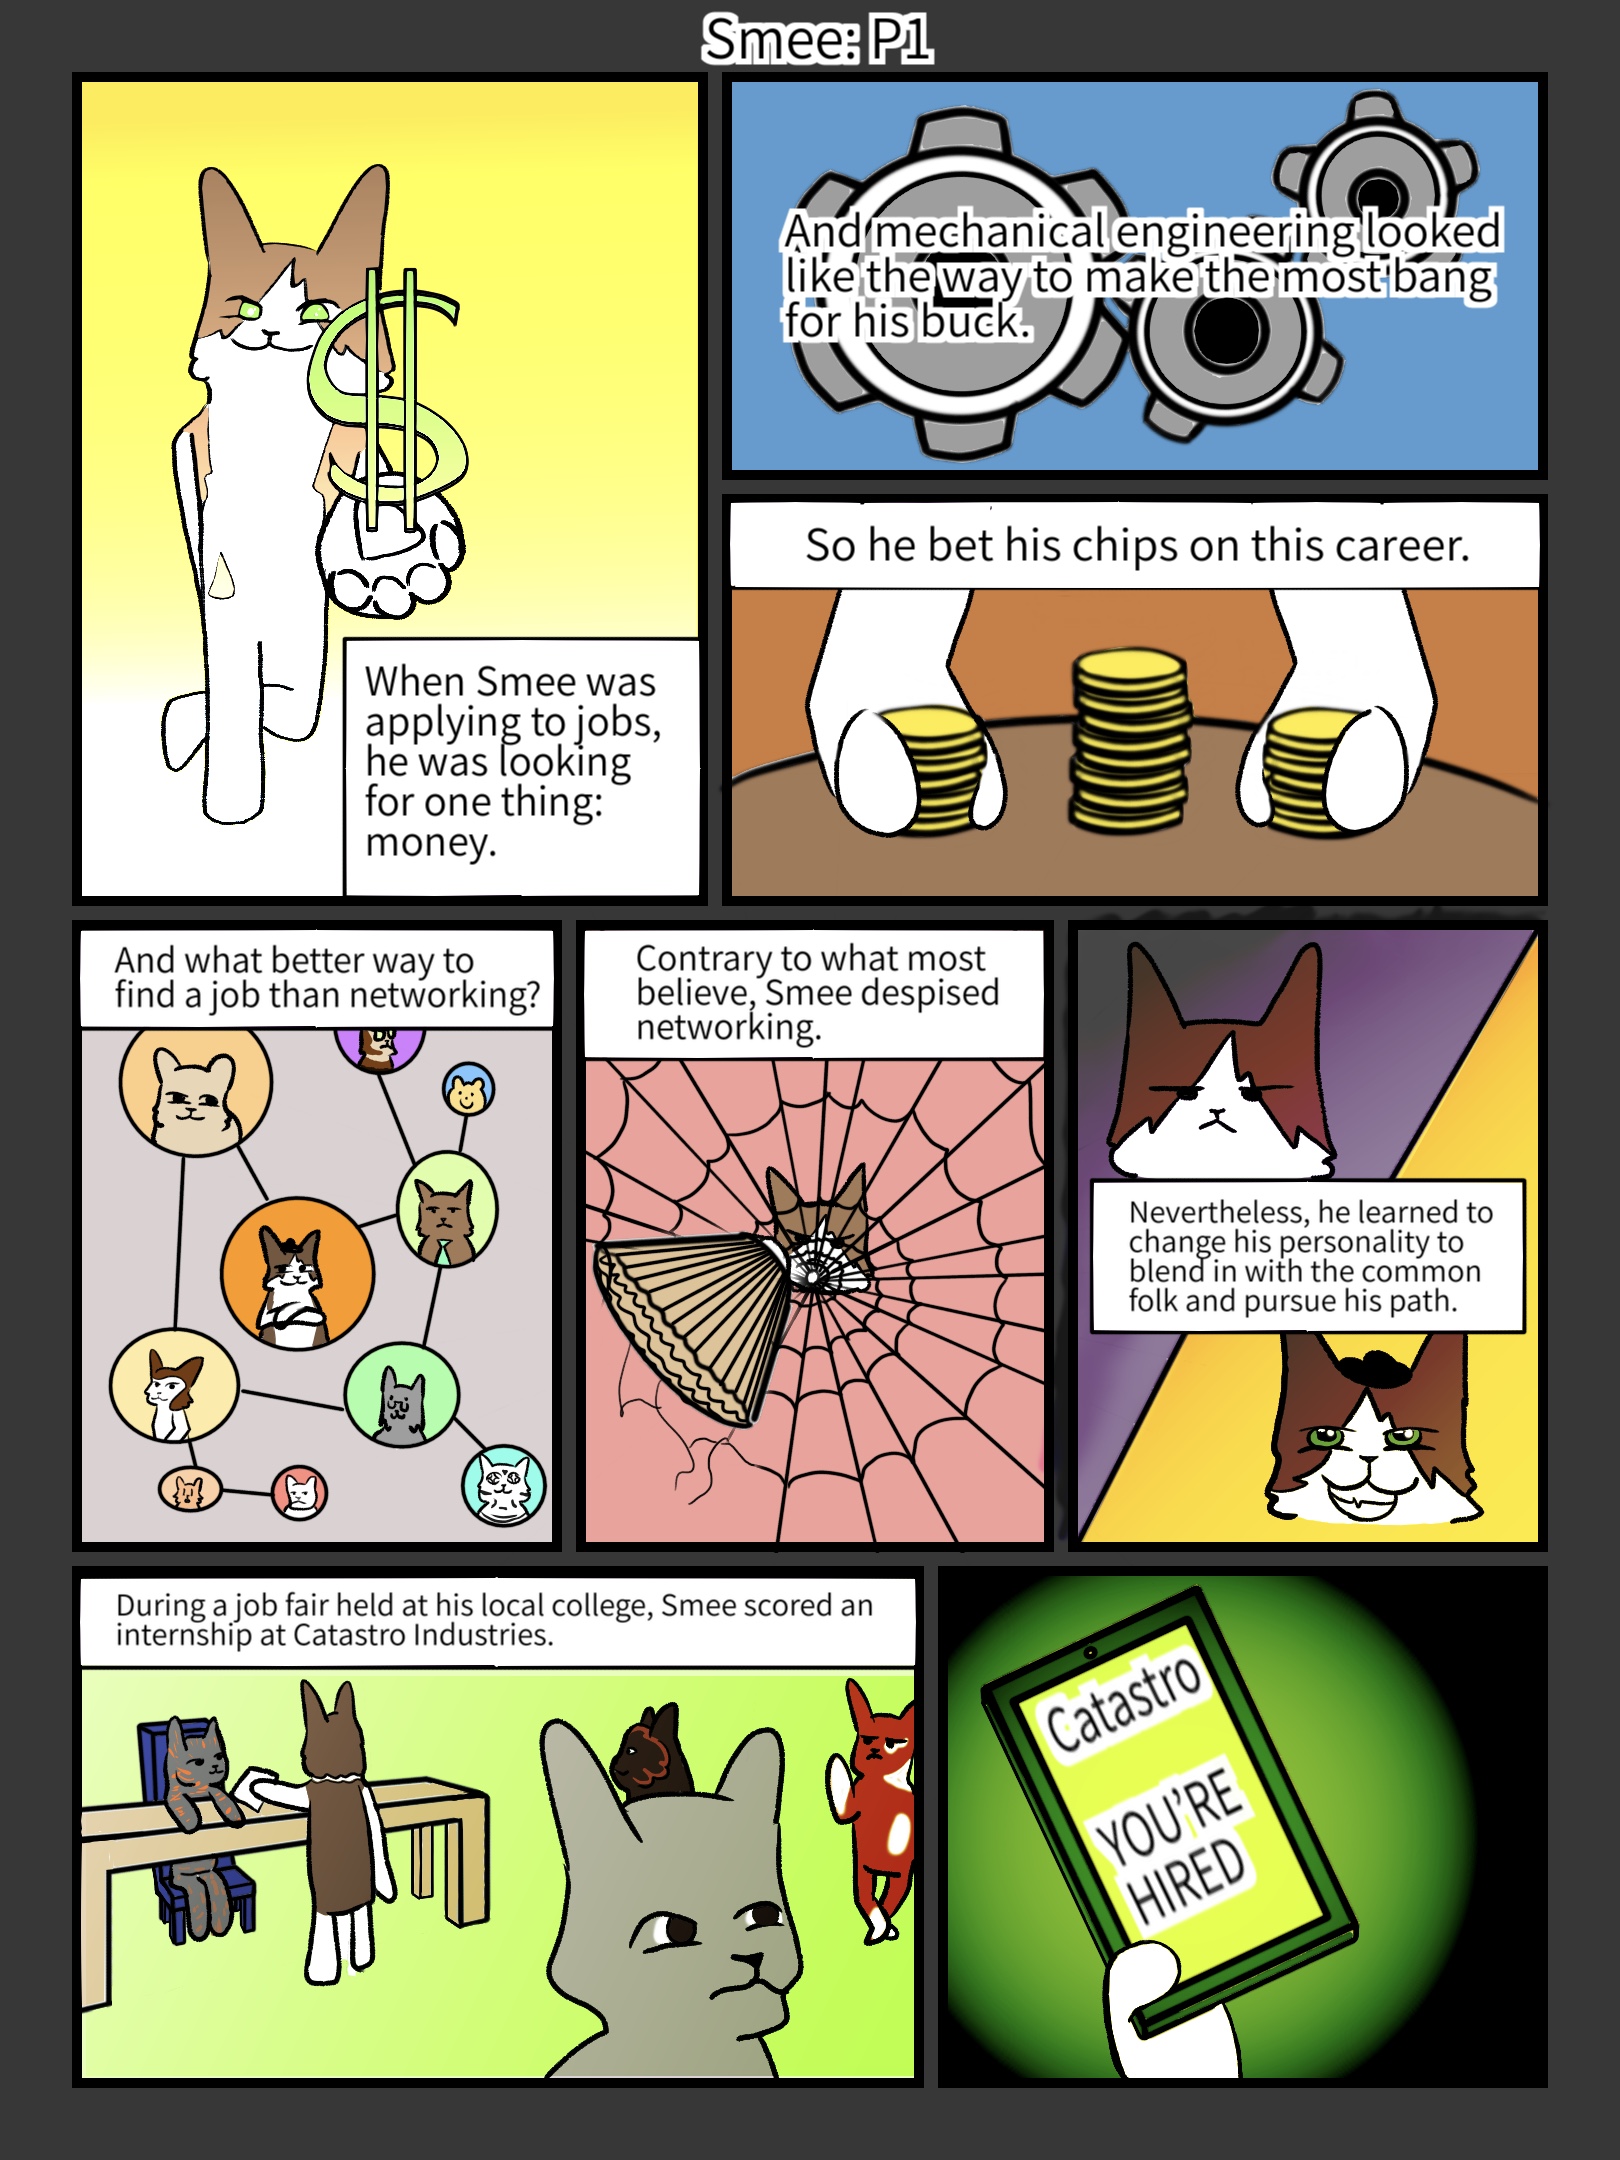 Smee: P1
When Smee was
applying to jobs,
he was looking
for one thing:
money.
And mechanical engineering looked
like the way to make the most bang
for his buck.
So he bet his chips on this career.
And what better way to
find a job than networking?
Contrary to what most
believe, Smee despised
networking.
Nevertheless, he learned to
change his personality to
blend in with the common
folk and pursue his path.
During a job fair held at his local college, Smee scored an
internship at Catastro Industries.
Catastro
YOU'RE
HIRED